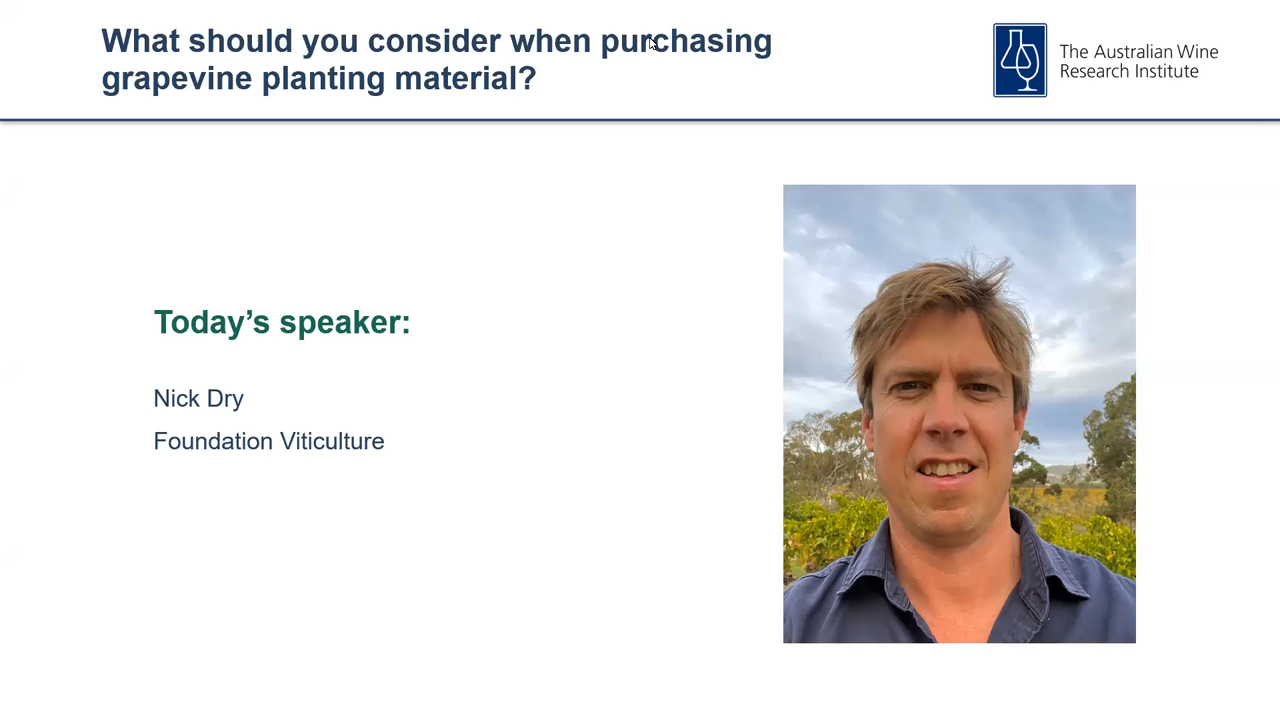 What should you consider when purchasing
grapevine planting material?
The Australian Wine
Research Institute
Today’s speaker:
Nick Dry
Foundation Viticulture